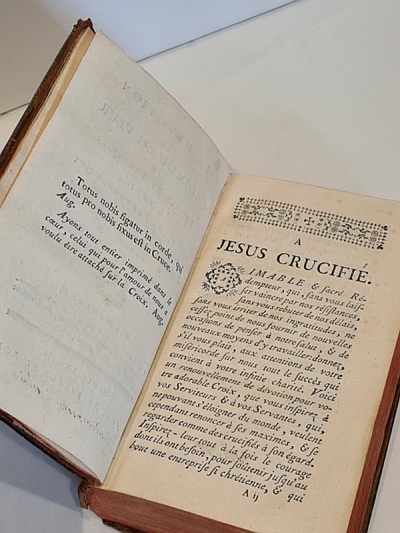 Totus nobis figatur in corde, qui
totus pro nobis fixus est in Cruce.
Aug.
Ayons tout entier imprimé dans le
cœur, celui qui pour l'amour de nous a
voulu être attaché sur la Croix. Aug.
A
JESUS CRUCIFIÉ.
AIMABLE & sacré Ré-
dempteur, qui, sans vous laiss-
ser vaincre par nos résistances,
sans vous rebuter de nos délais,
sans vous irriter de nos ingratitudes, ne
cessez point de nous fournir de nouvelles
occasions de penser à notre salut, & de
nouveaux moyens d'y travailler: donnez,
s'il vous plaît, aux attentions de votre
miséricorde sur nous tout le succès qui
convient à votre infinie charité. Voici
un renouvellement de dévotion pour vo-
tre adorable Croix, que vous inspirez à
vos Serviteurs & à vos Servantes, qui,
ne pouvant s'éloigner du monde, veulent
cependant renoncer à ses maximes, & se
regarder comme des crucifiés à son égard.
Inspirez-leur tout à la fois le courage
dont ils ont besoin, pour soûtenir jusqu'au
bout une entreprise si chrétienne, & qui
A ij